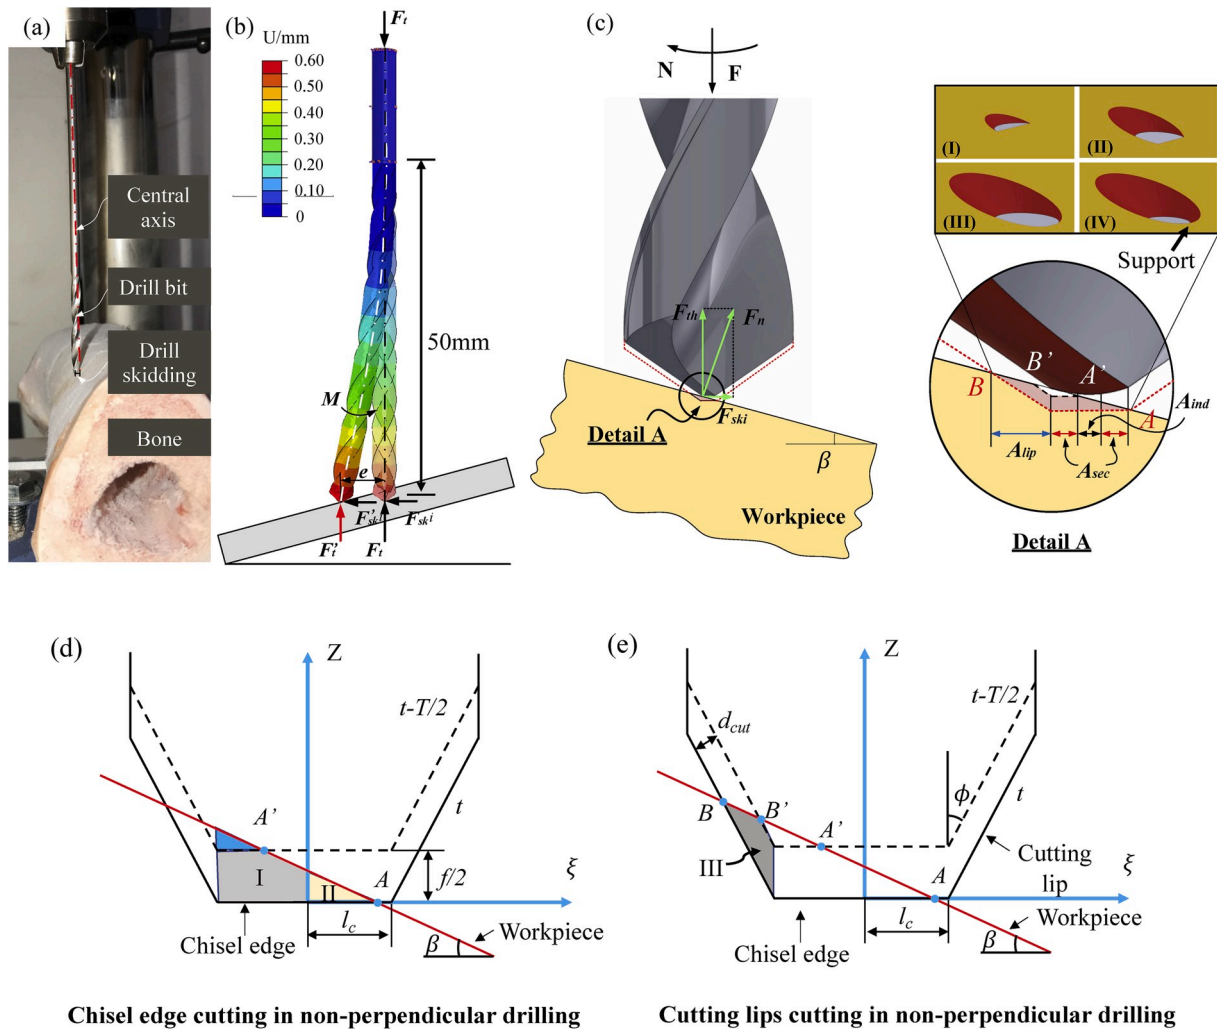 (a)
Central
axis
Drill bit
Drill
skidding
Bone
(b)
U/mm
0.60
0.50
0.40
0.30
0.20
0.10
0
F_t
50mm
M
e
F'_ski
F_ski
F'_t
F_t
(c)
N
F
F_th
F_n
F_ski
Detail A
β
Workpiece
(I)
(II)
(III)
(IV)
Support
B'
A'
B
A
A_ind
A_lip
A_sec
Detail A
(d)
Z
t-T/2
A'
t
ξ
I
II
A
f/2
l_c
Chisel edge
β
Workpiece
Chisel edge cutting in non-perpendicular drilling
(e)
Z
t-T/2
d_cut
ϕ
t
B
B'
A'
III
A
Cutting
lip
ξ
l_c
Chisel edge
β
Workpiece
Cutting lips cutting in non-perpendicular drilling